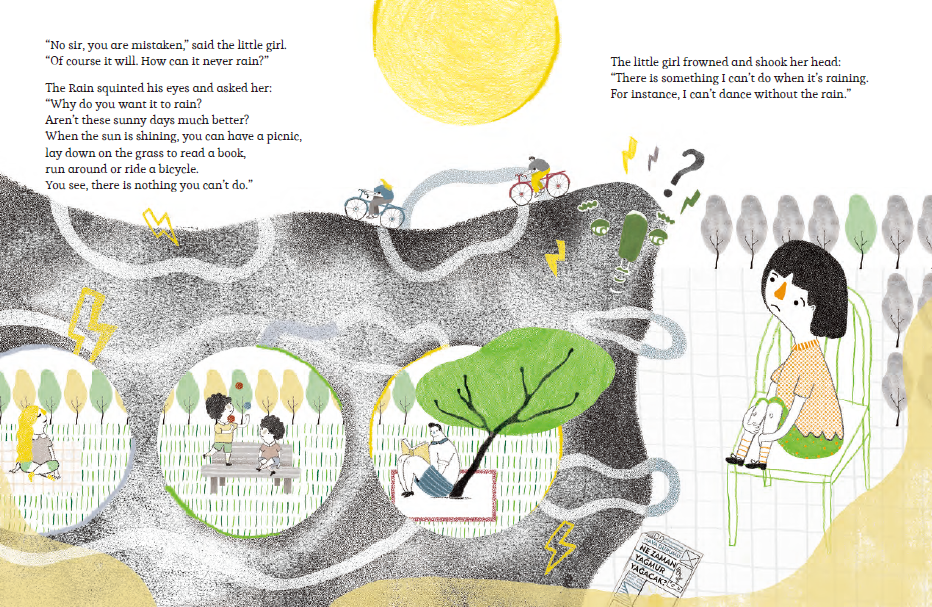 “No sir, you are mistaken,” said the little girl.
“Of course it will. How can it never rain?”
The Rain squinted his eyes and asked her:
“Why do you want it to rain?
Aren’t these sunny days much better?
When the sun is shining, you can have a picnic,
lay down on the grass to read a book,
run around or ride a bicycle.
You see, there is nothing you can’t do.”
The little girl frowned and shook her head:
“There is something I can’t do when it’s raining.
For instance, I can’t dance without the rain.”
?
NE ZAMAN
YAĞMUR
YAĞACAK?